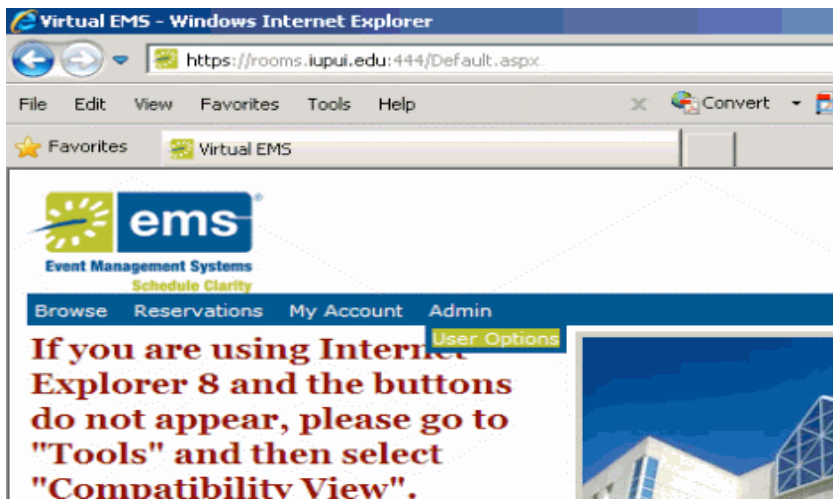 Virtual EMS - Windows Internet Explorer
https://rooms.iupui.edu:444/Default.aspx
File Edit View Favorites Tools Help
Convert
Favorites
Virtual EMS
ems®
Event Management Systems
Schedule Clarity
Browse Reservations My Account Admin
User Options
If you are using Internet
Explorer 8 and the buttons
do not appear, please go to
"Tools" and then select
"Compatibility View".